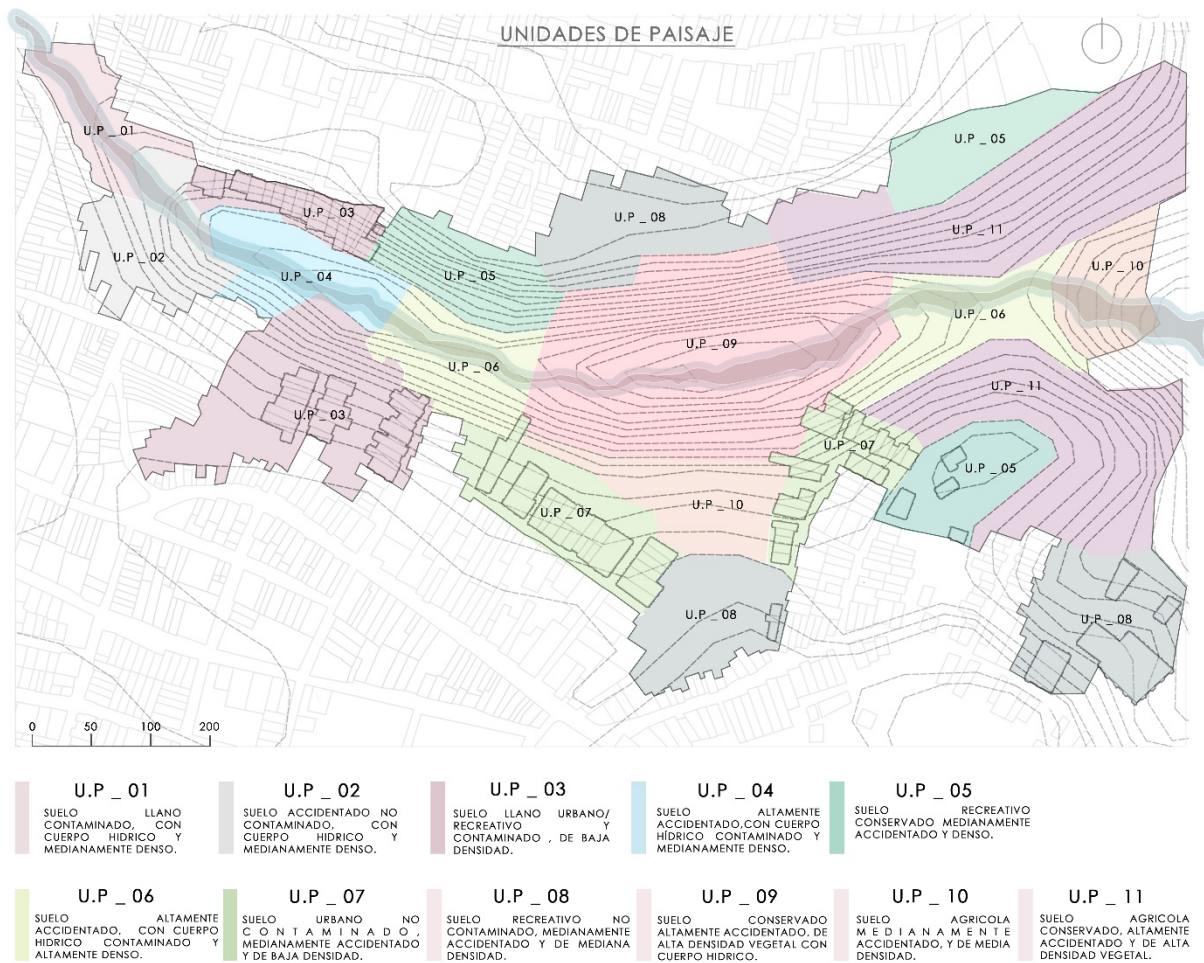 UNIDADES DE PAISAJE
U.P _ 01
U.P _ 05
U.P _ 03
U.P _ 08
U.P _ 11
U.P _ 02
U.P _ 04
U.P _ 05
U.P _ 10
U.P _ 06
U.P _ 09
U.P _ 06
U.P _ 11
U.P _ 03
U.P _ 07
U.P _ 05
U.P _ 07
U.P _ 10
U.P _ 08
U.P _ 08
0 50 100 200
U.P _ 01
SUELO LLANO
CONTAMINADO, CON
CUERPO HIDRICO Y
MEDIANAMENTE DENSO.
U.P _ 02
SUELO ACCIDENTADO NO
CONTAMINADO, CON
CUERPO HIDRICO Y
MEDIANAMENTE DENSO.
U.P _ 03
SUELO LLANO URBANO/
RECREATIVO Y
CONTAMINADO , DE BAJA
DENSIDAD.
U.P _ 04
SUELO ALTAMENTE
ACCIDENTADO,CON CUERPO
HÍDRICO CONTAMINADO Y
MEDIANAMENTE DENSO.
U.P _ 05
SUELO RECREATIVO
CONSERVADO MEDIANAMENTE
ACCIDENTADO Y DENSO.
U.P _ 06
SUELO ALTAMENTE
ACCIDENTADO, CON CUERPO
HIDRICO CONTAMINADO Y
ALTAMENTE DENSO.
U.P _ 07
SUELO URBANO NO
CONTAMINADO,
MEDIANAMENTE ACCIDENTADO
Y DE BAJA DENSIDAD.
U.P _ 08
SUELO RECREATIVO NO
CONTAMINADO, MEDIANAMENTE
ACCIDENTADO Y DE MEDIANA
DENSIDAD.
U.P _ 09
SUELO CONSERVADO
ALTAMENTE ACCIDENTADO, DE
ALTA DENSIDAD VEGETAL CON
CUERPO HIDRICO.
U.P _ 10
SUELO AGRICOLA
MEDIANAMENTE
ACCIDENTADO, Y DE MEDIA
DENSIDAD.
U.P _ 11
SUELO AGRICOLA
CONSERVADO, ALTAMENTE
ACCIDENTADO Y DE ALTA
DENSIDAD VEGETAL.